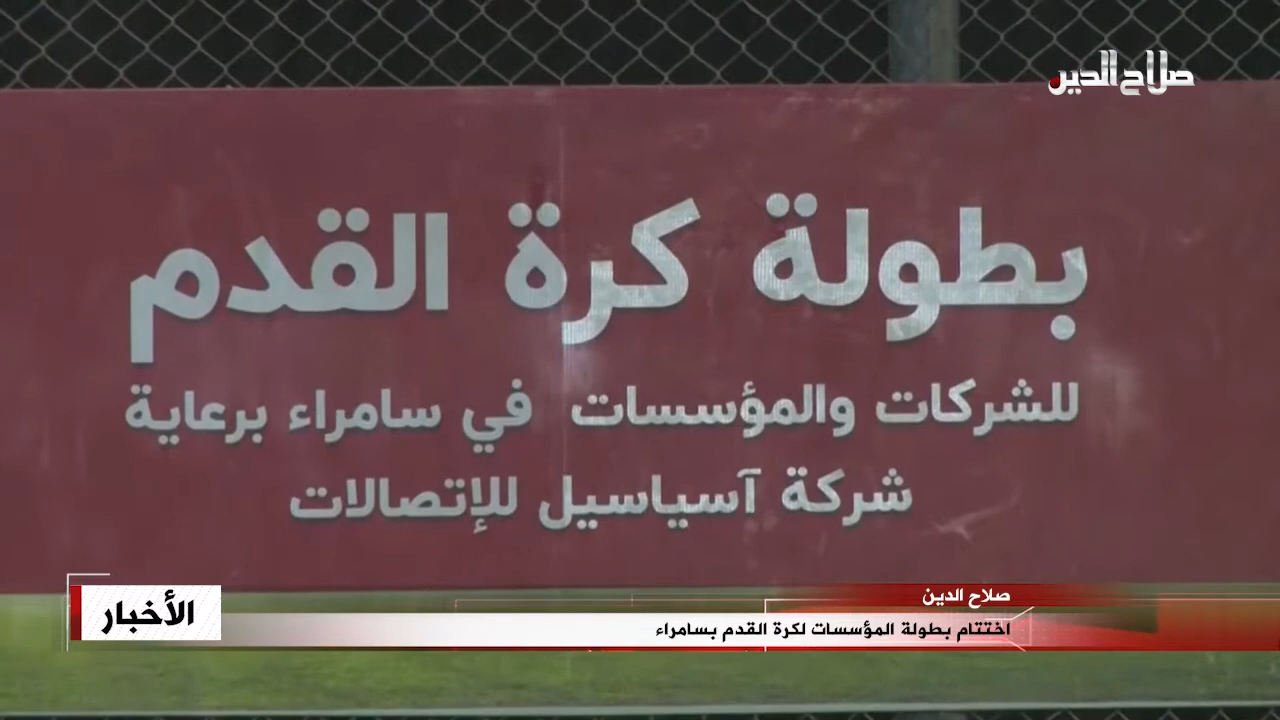 صلاح الدين
بطولة كرة القدم
للشركات والمؤسسات في سامراء برعاية
شركة آسياسيل للإتصالات
صلاح الدين
الأخبار
اختتام بطولة المؤسسات لكرة القدم بسامراء